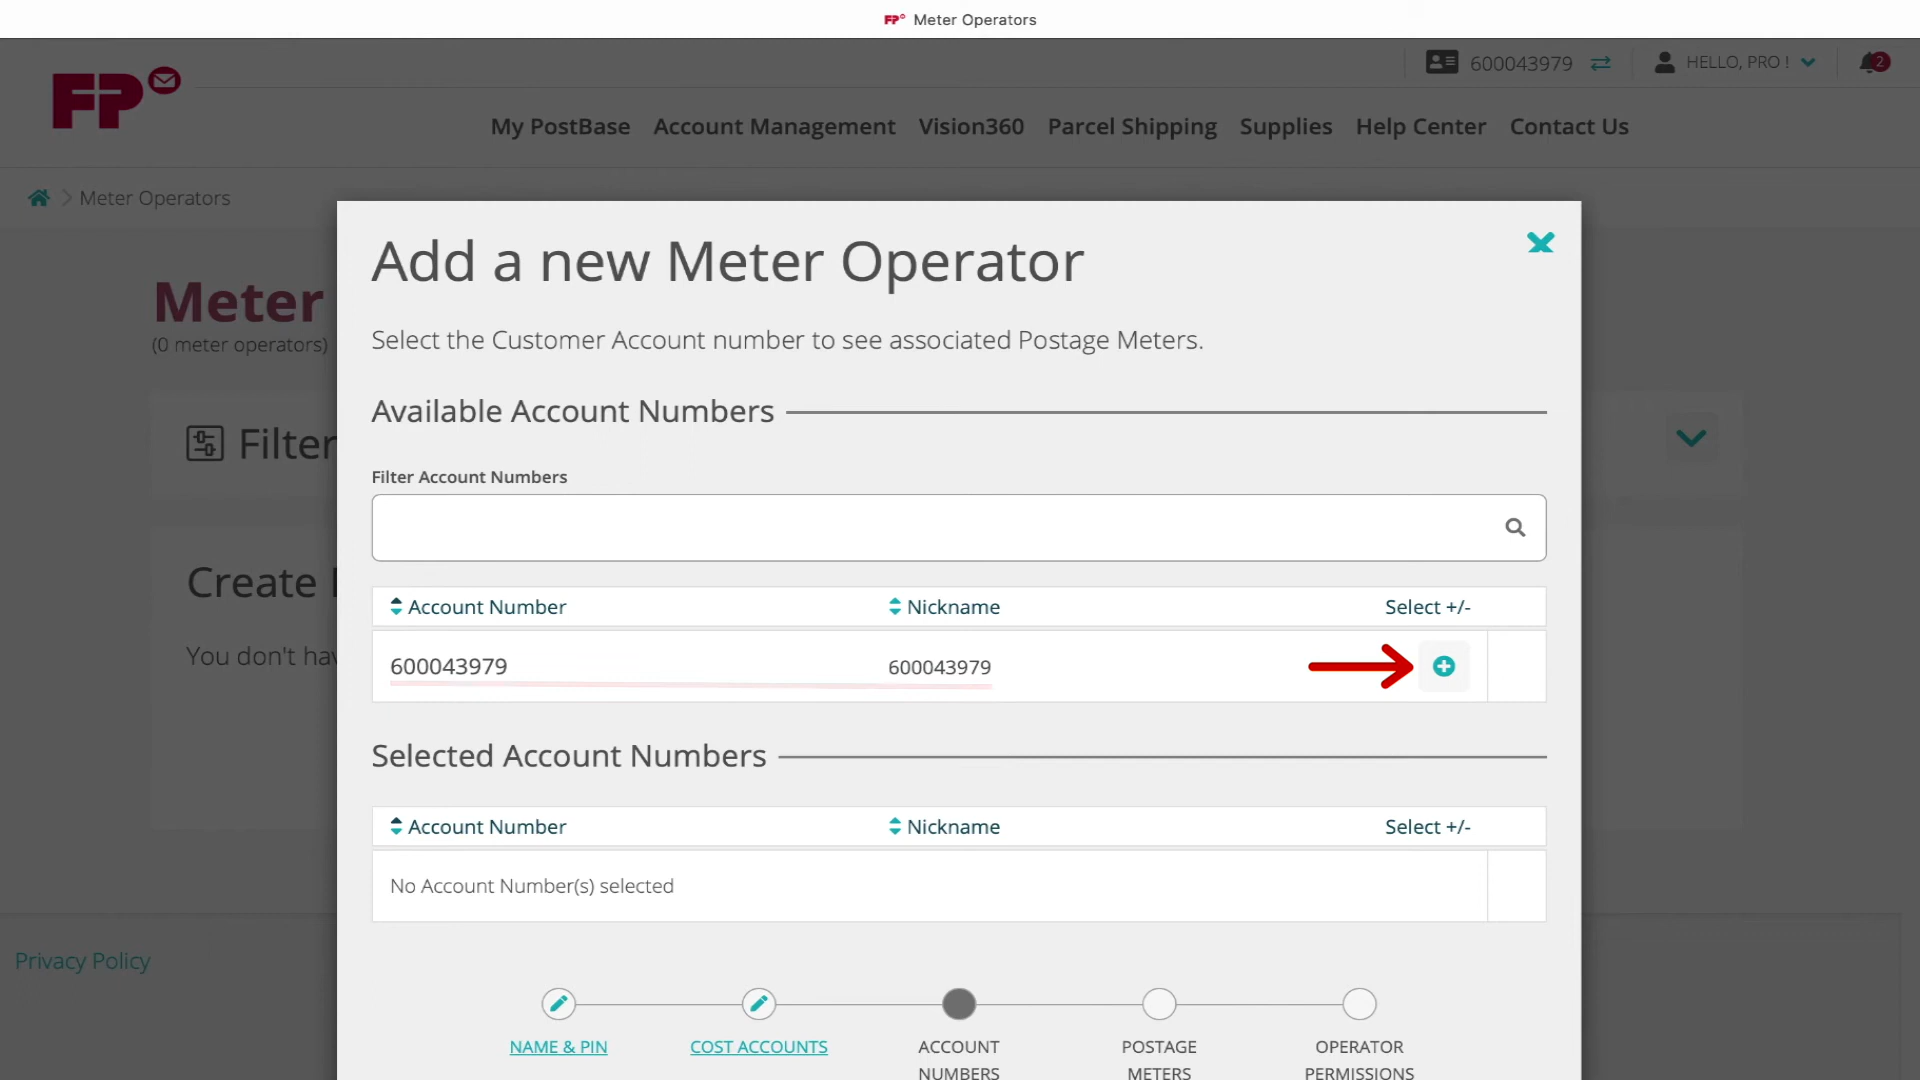 FP Meter Operators
600043979
HELLO, PRO !
2
FP
My PostBase Account Management Vision360 Parcel Shipping Supplies Help Center Contact Us
Meter Operators
Meter
(0 meter operators)
Filter
Create
You don't hav
Add a new Meter Operator
Select the Customer Account number to see associated Postage Meters.
Available Account Numbers
Filter Account Numbers
Account Number Nickname Select +/-
600043979 600043979
Selected Account Numbers
Account Number Nickname Select +/-
No Account Number(s) selected
Privacy Policy
NAME & PIN
COST ACCOUNTS
ACCOUNT NUMBERS
POSTAGE METERS
OPERATOR PERMISSIONS